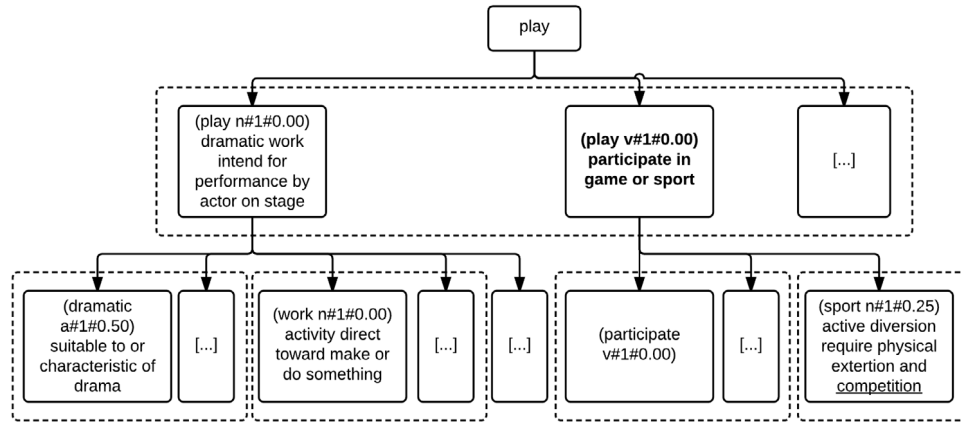 play
(play n#1#0.00)
dramatic work
intend for
performance by
actor on stage
(play v#1#0.00)
participate in
game or sport
[...]
(dramatic
a#1#0.50)
suitable to or
characteristic of
drama
[...]
(work n#1#0.00)
activity direct
toward make or
do something
[...]
[...]
(participate
v#1#0.00)
[...]
(sport n#1#0.25)
active diversion
require physical
extertion and
competition